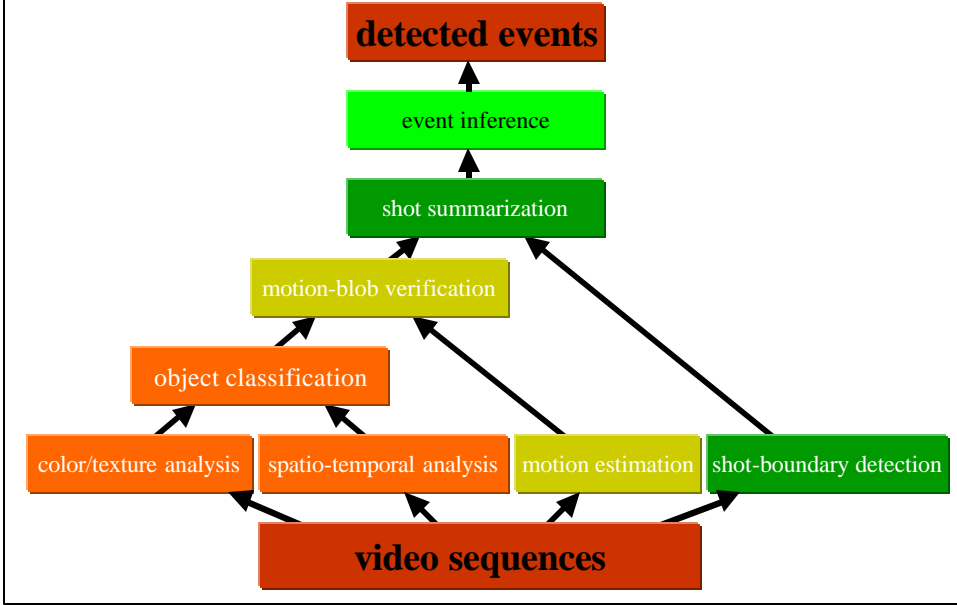 detected events
event inference
shot summarization
motion-blob verification
object classification
color/texture analysis
spatio-temporal analysis
motion estimation
shot-boundary detection
video sequences